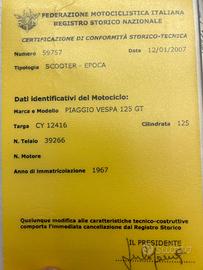 FEDERAZIONE MOTOCICLISTICA ITALIANA
REGISTRO STORICO NAZIONALE
CERTIFICAZIONE DI CONFORMITÀ STORICO-TECNICA
Numero 59757 Data 12/01/2007
Tipologia SCOOTER - EPOCA
Dati identificativi del Motociclo:
Marca e Modello PIAGGIO VESPA 125 GT
Targa CY 12416 Cilindrata 125
N. Telaio 39266
N. Motore
Anno di Immatricolazione 1967
Qualunque modifica alle caratteristiche tecnico-costruttive
comporta l'immediata cancellazione dal Registro Storico
IL PRESIDENTE